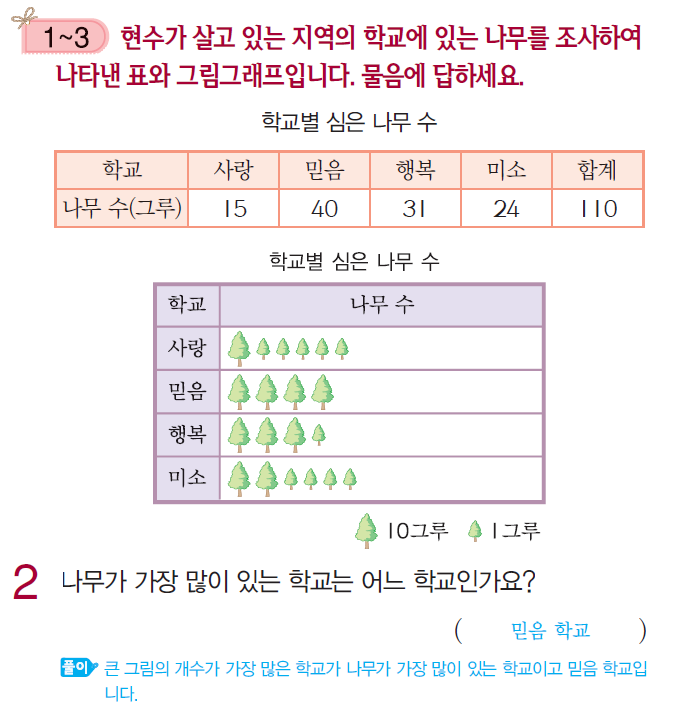 1~3 현수가 살고 있는 지역의 학교에 있는 나무를 조사하여
나타낸 표와 그림그래프입니다. 물음에 답하세요.
학교별 심은 나무 수
학교 사랑 믿음 행복 미소 합계
나무 수(그루) 15 40 31 24 110
학교별 심은 나무 수
학교 나무 수
사랑
믿음
행복
미소
10그루 1그루
2 나무가 가장 많이 있는 학교는 어느 학교인가요?
( 믿음 학교 )
풀이 큰 그림의 개수가 가장 많은 학교가 나무가 가장 많이 있는 학교이고 믿음 학교입
니다.